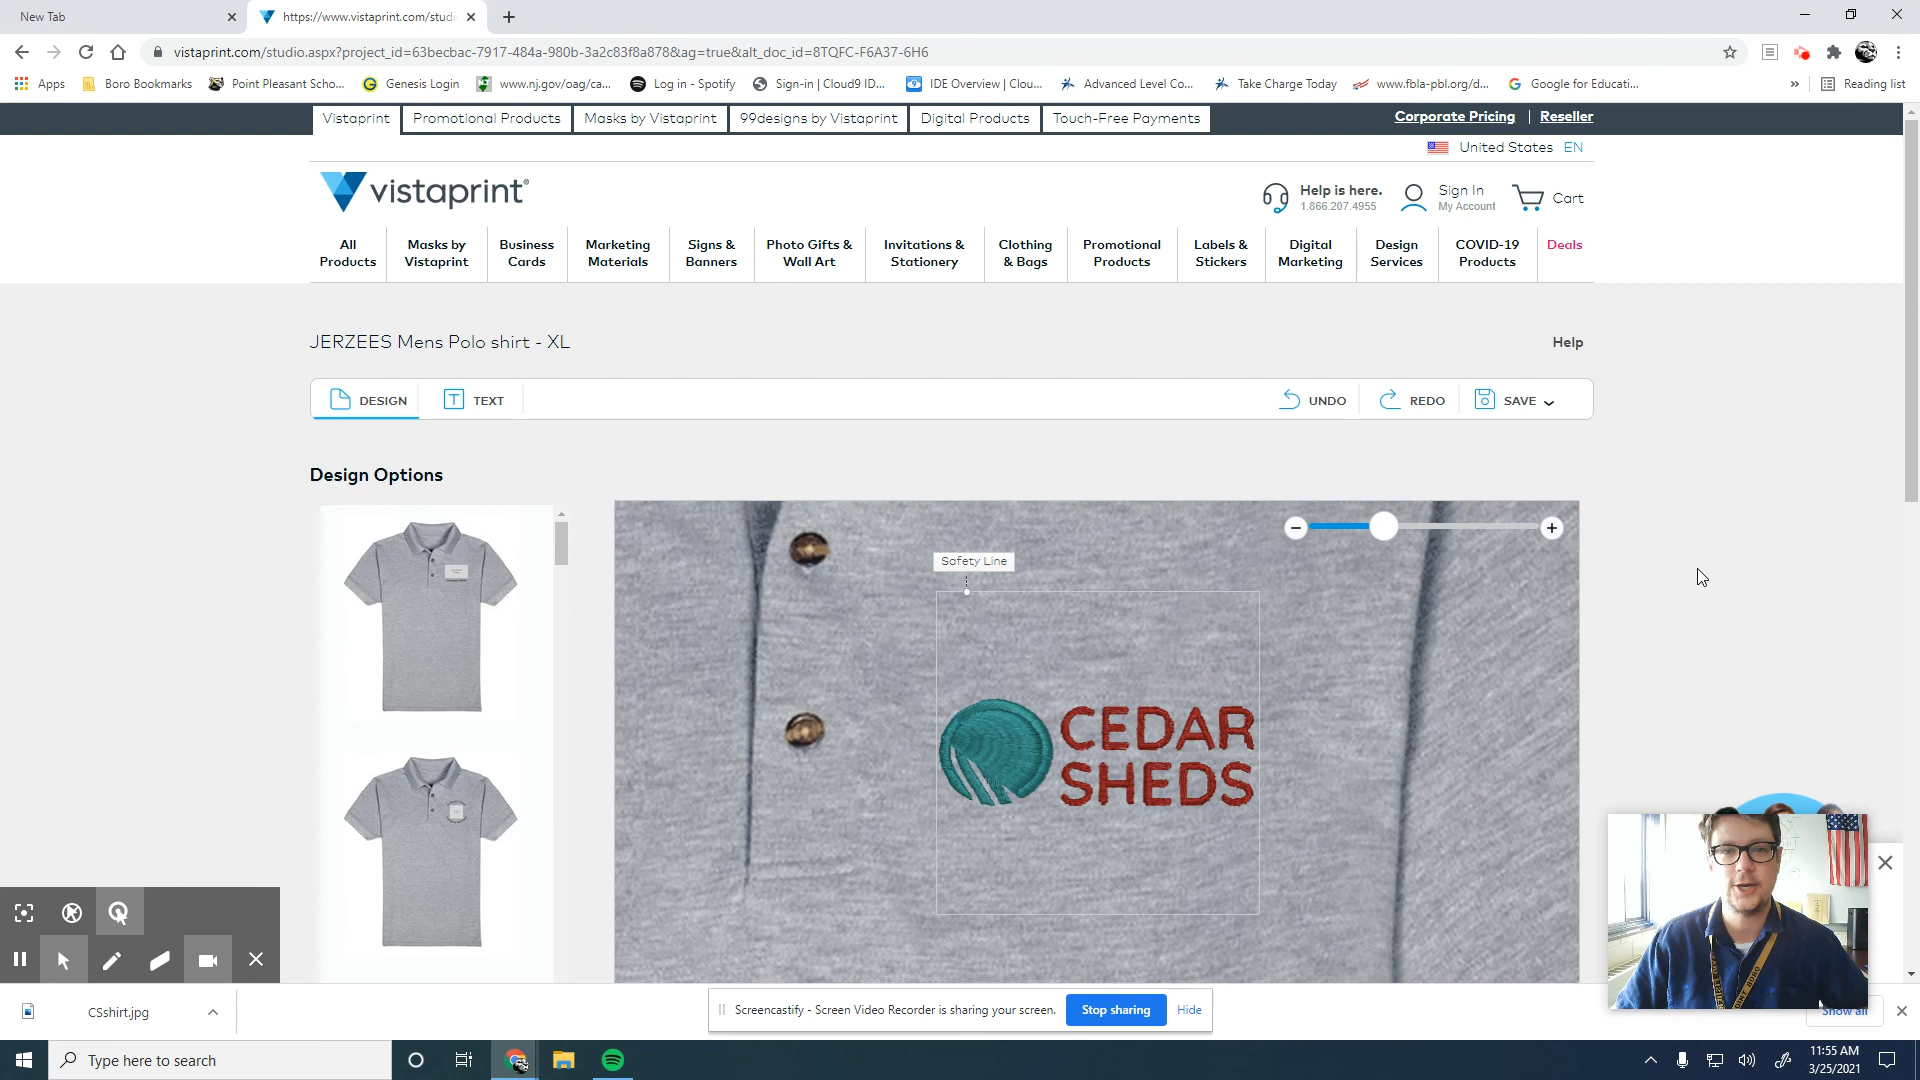 New Tab
https://www.vistaprint.com/studi
vistaprint.com/studio.aspx?project_id=63becbac-7917-484a-980b-3a2c83f8a878&ag=true&alt_doc_id=8TQFC-F6A37-6H6
Apps
Boro Bookmarks
Point Pleasant Scho...
Genesis Login
www.nj.gov/oag/ca...
Log in - Spotify
Sign-in | Cloud9 ID...
IDE Overview | Clou...
Advanced Level Co...
Take Charge Today
www.fbla-pbl.org/d...
Google for Educati...
»
Reading list
Vistaprint
Promotional Products
Masks by Vistaprint
99designs by Vistaprint
Digital Products
Touch-Free Payments
Corporate Pricing | Reseller
United States EN
vistaprint®
Help is here.
1.866.207.4955
Sign In
My Account
Cart
All
Products
Masks by
Vistaprint
Business
Cards
Marketing
Materials
Signs &
Banners
Photo Gifts &
Wall Art
Invitations &
Stationery
Clothing
& Bags
Promotional
Products
Labels &
Stickers
Digital
Marketing
Design
Services
COVID-19
Products
Deals
JERZEES Mens Polo shirt - XL
Help
DESIGN
T TEXT
UNDO
REDO
SAVE
Design Options
Safety Line
CEDAR
SHEDS
CSshirt.jpg
Screencastify - Screen Video Recorder is sharing your screen.
Stop sharing
Hide
Show all
Type here to search
11:55 AM
3/25/2021